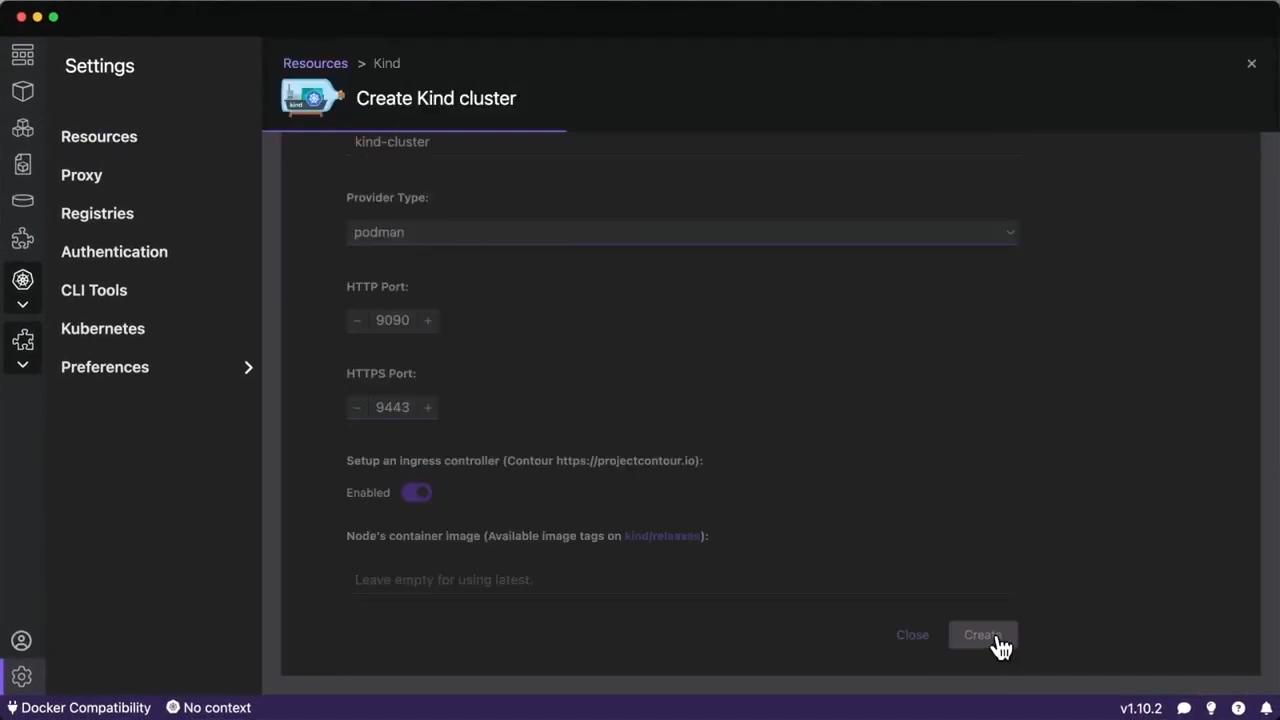 Settings
Resources
Proxy
Registries
Authentication
CLI Tools
Kubernetes
Preferences
Resources > Kind
kind
Create Kind cluster
kind-cluster
Provider Type:
podman
HTTP Port:
− 9090 +
HTTPS Port:
− 9443 +
Setup an ingress controller (Contour https://projectcontour.io):
Enabled
Node's container image (Available image tags on kind/releases):
Leave empty for using latest.
Close Create
Docker Compatibility No context v1.10.2